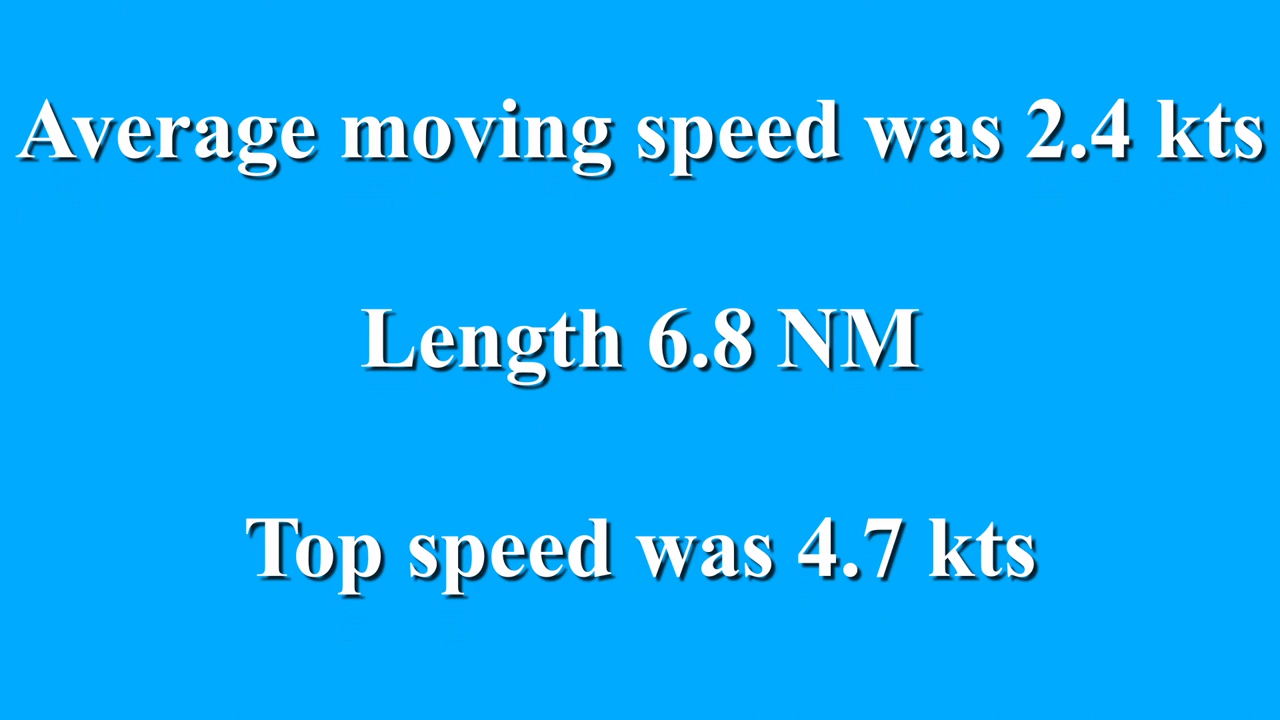 Average moving speed was 2.4 kts
Length 6.8 NM
Top speed was 4.7 kts